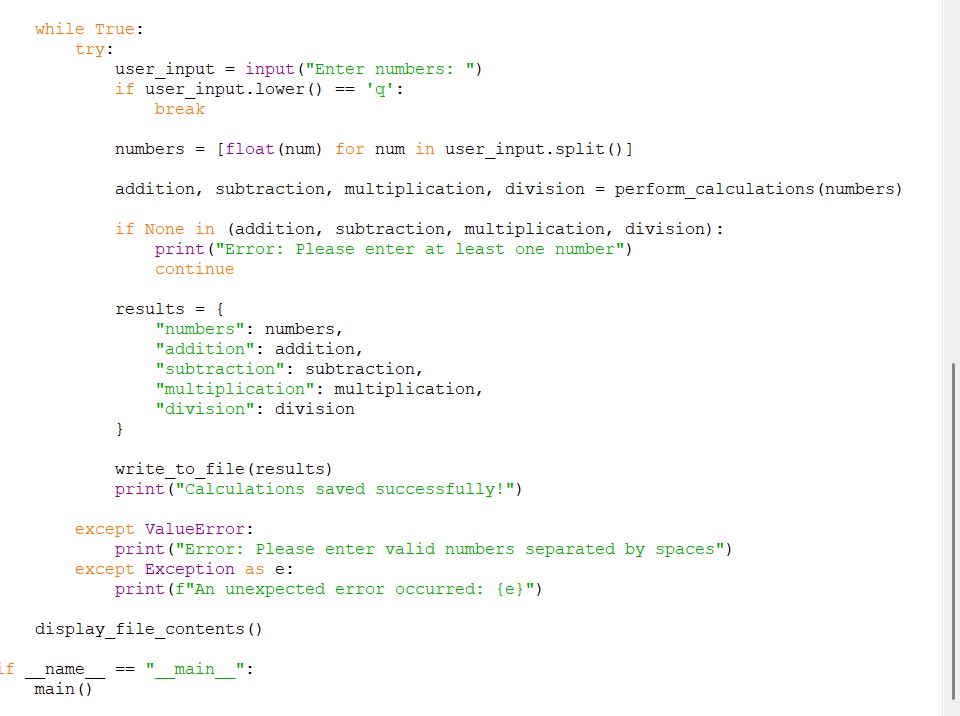 while True:
try:
user_input = input("Enter numbers: ")
if user_input.lower() == 'q':
break
numbers = [float(num) for num in user_input.split()]
addition, subtraction, multiplication, division = perform_calculations(numbers)
if None in (addition, subtraction, multiplication, division):
print("Error: Please enter at least one number")
continue
results = {
"numbers": numbers,
"addition": addition,
"subtraction": subtraction,
"multiplication": multiplication,
"division": division
}
write_to_file(results)
print("Calculations saved successfully!")
except ValueError:
print("Error: Please enter valid numbers separated by spaces")
except Exception as e:
print(f"An unexpected error occurred: {e}")
display_file_contents()
if __name__ == "__main__":
main()